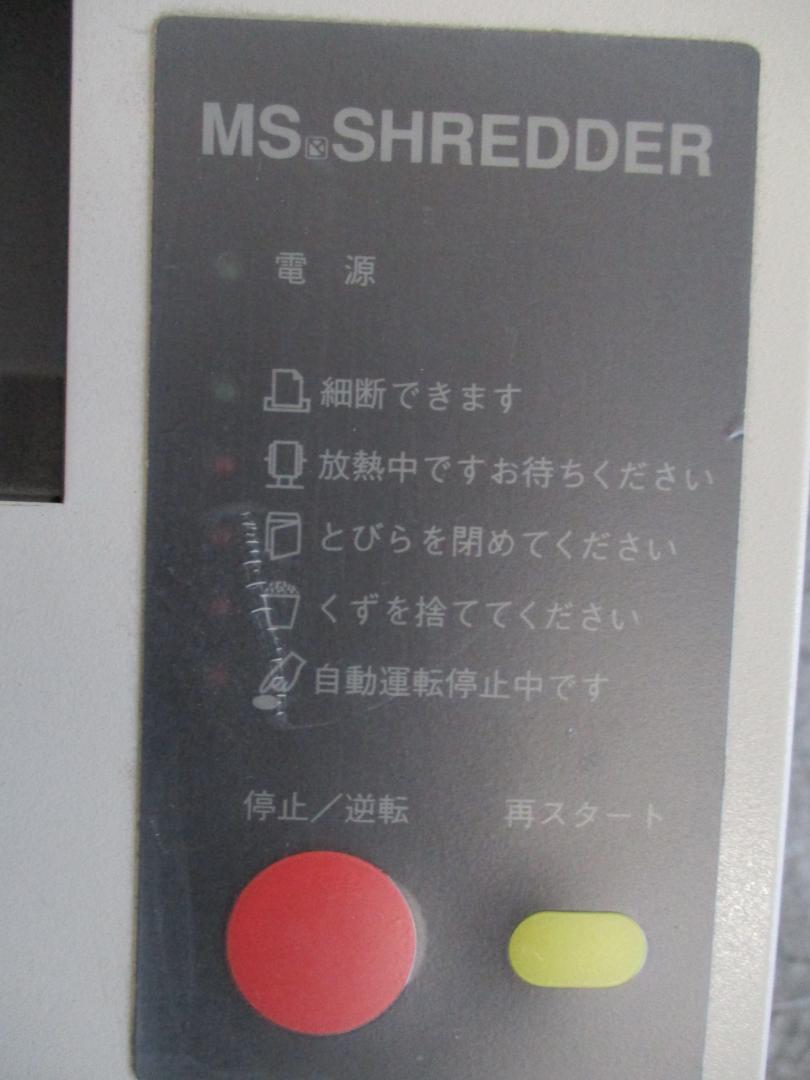 MS SHREDDER
電 源
細断できます
放熱中ですお待ちください
とびらを閉めてください
くずを捨ててください
自動運転停止中です
停止/逆転 再スタート